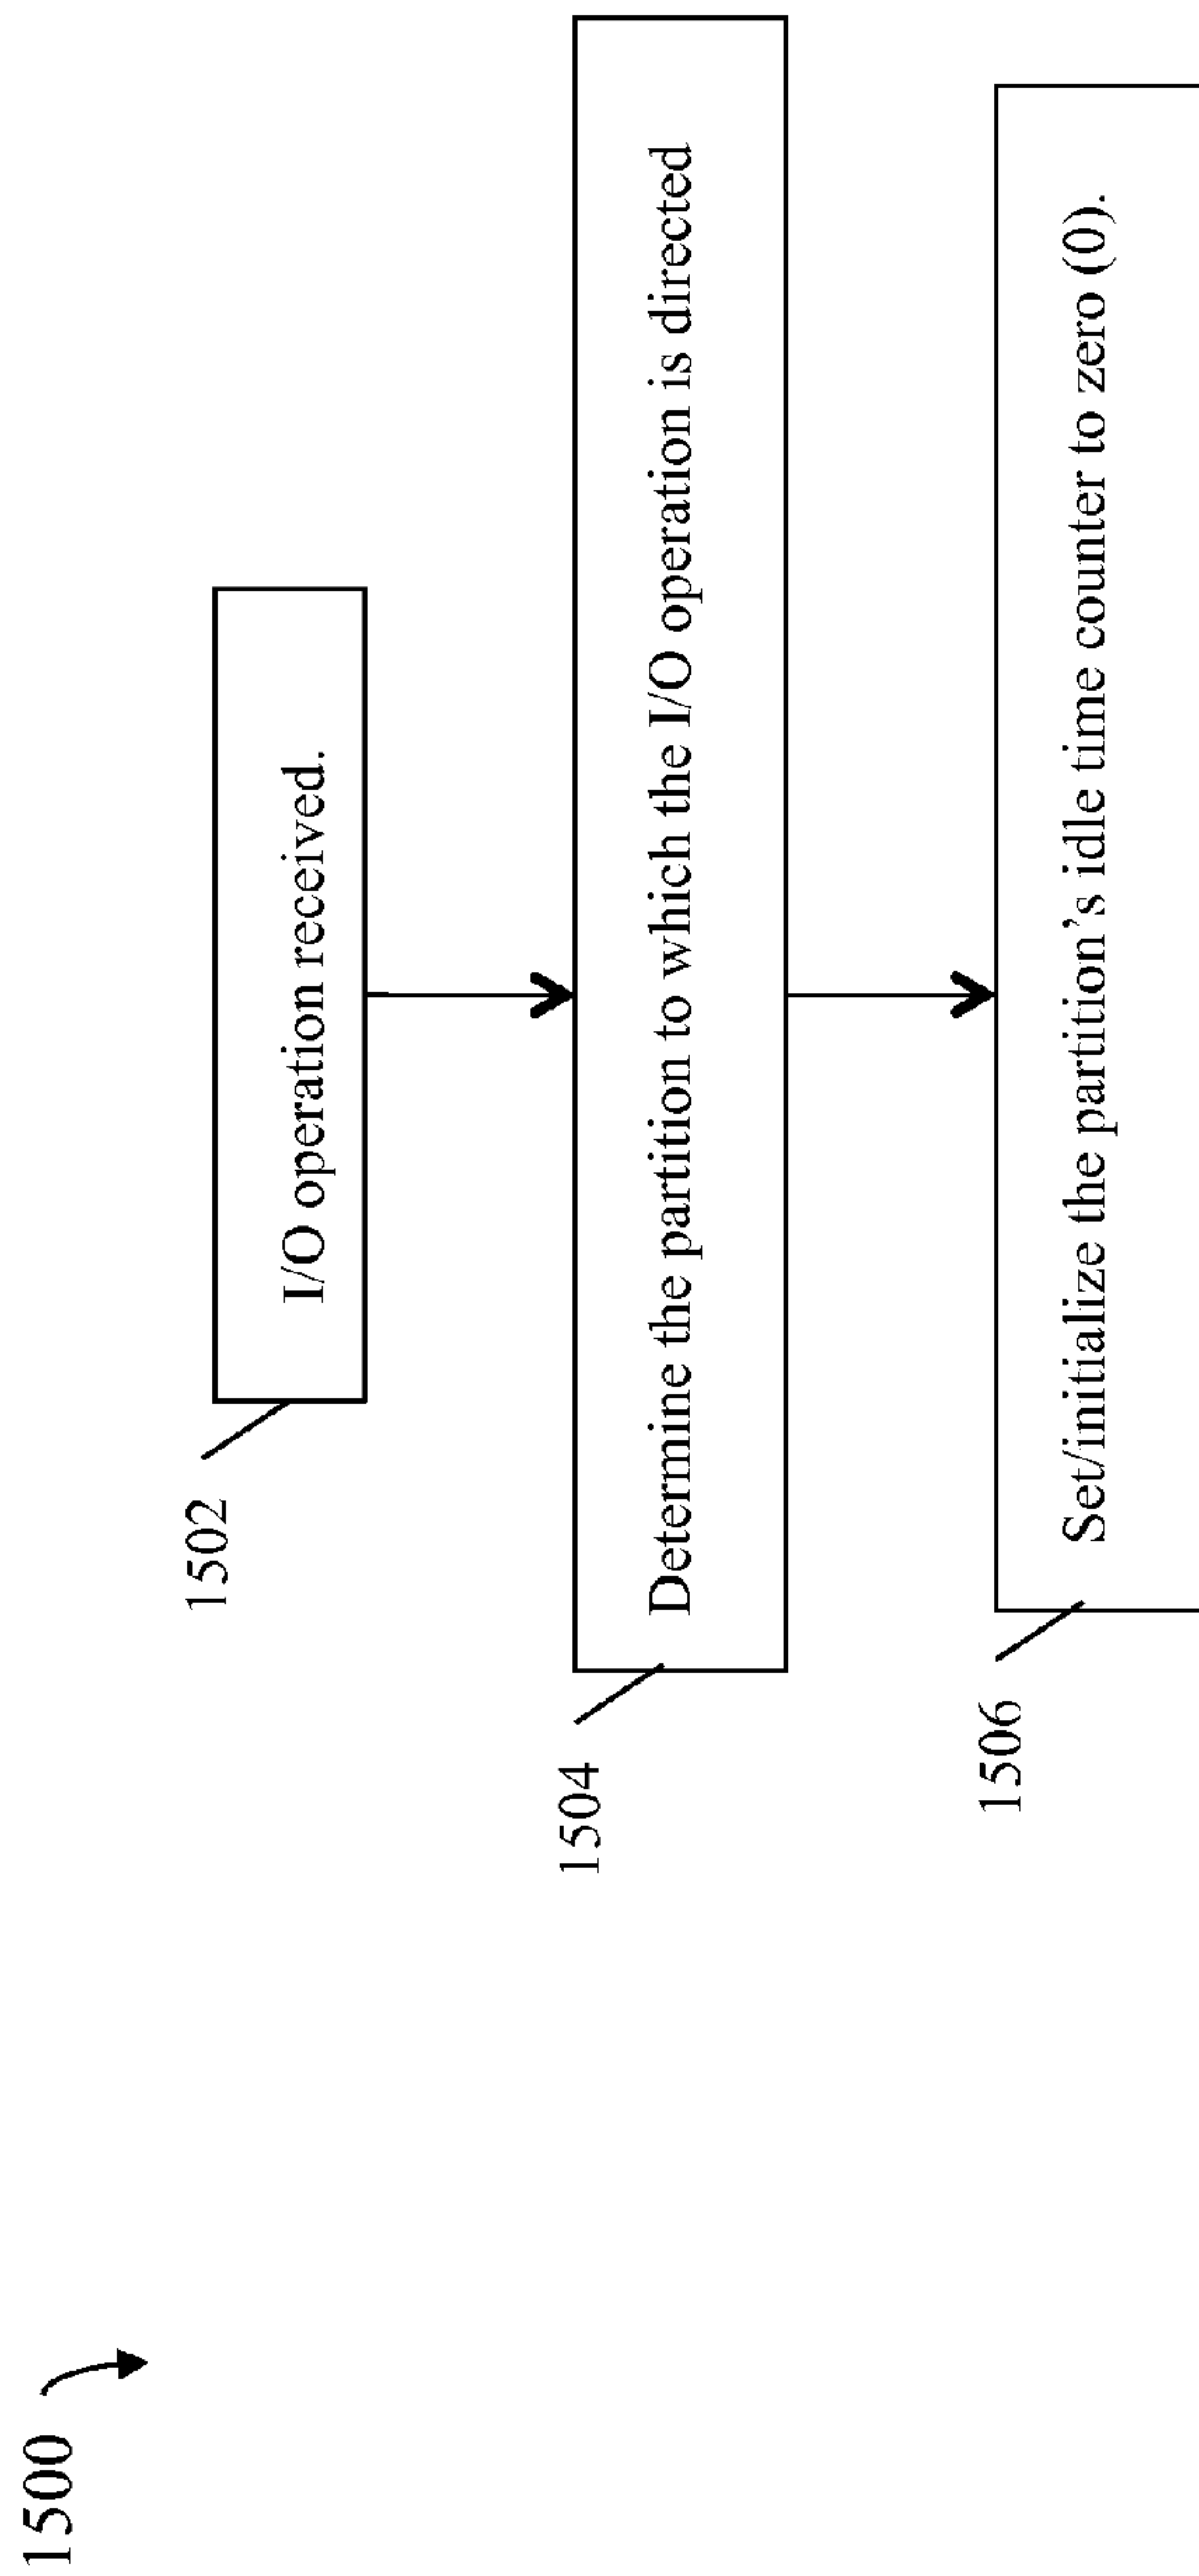 1500
1502
I/O operation received.
1504
Determine the partition to which the I/O operation is directed
1506
Set/initialize the partition’s idle time counter to zero (0).